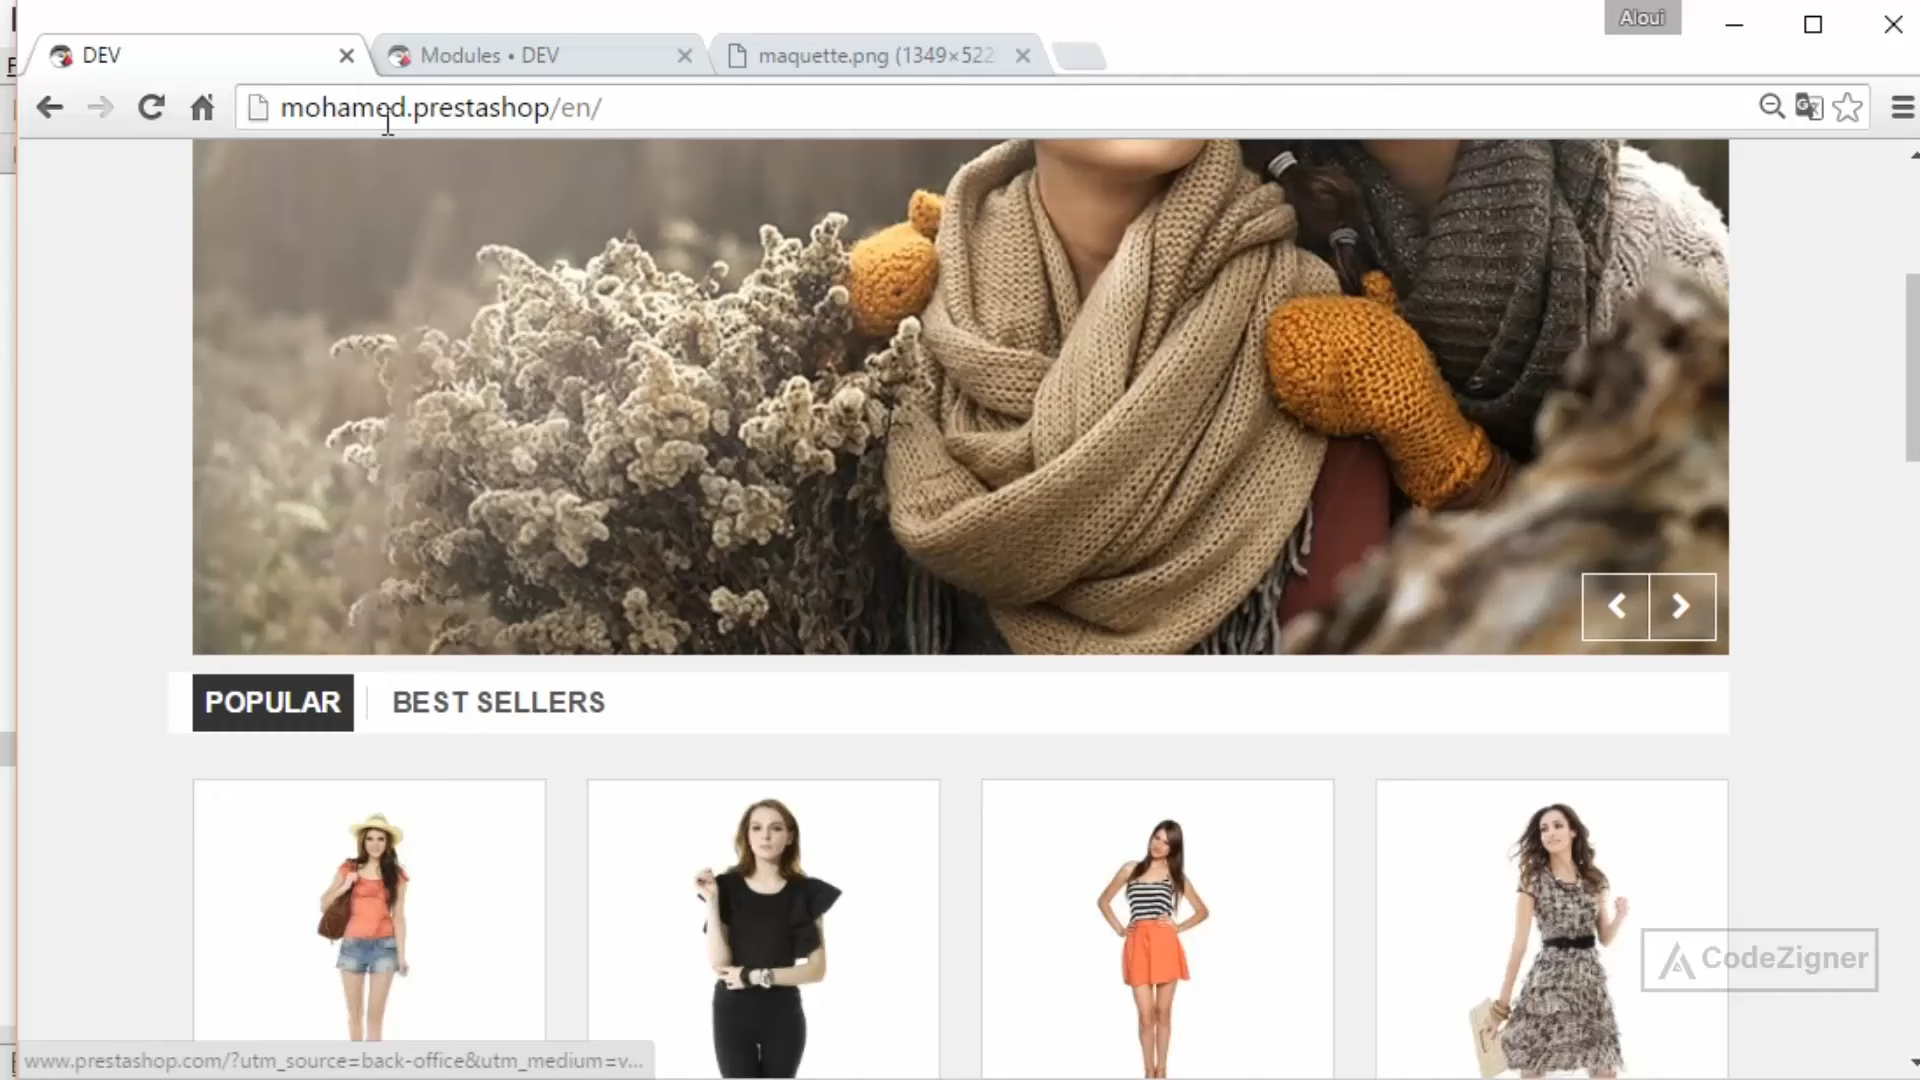 Aloui
DEV
Modules • DEV
maquette.png (1349×522
mohamed.prestashop/en/
POPULAR
BEST SELLERS
CodeZigner
www.prestashop.com/?utm_source=back-office&utm_medium=v...